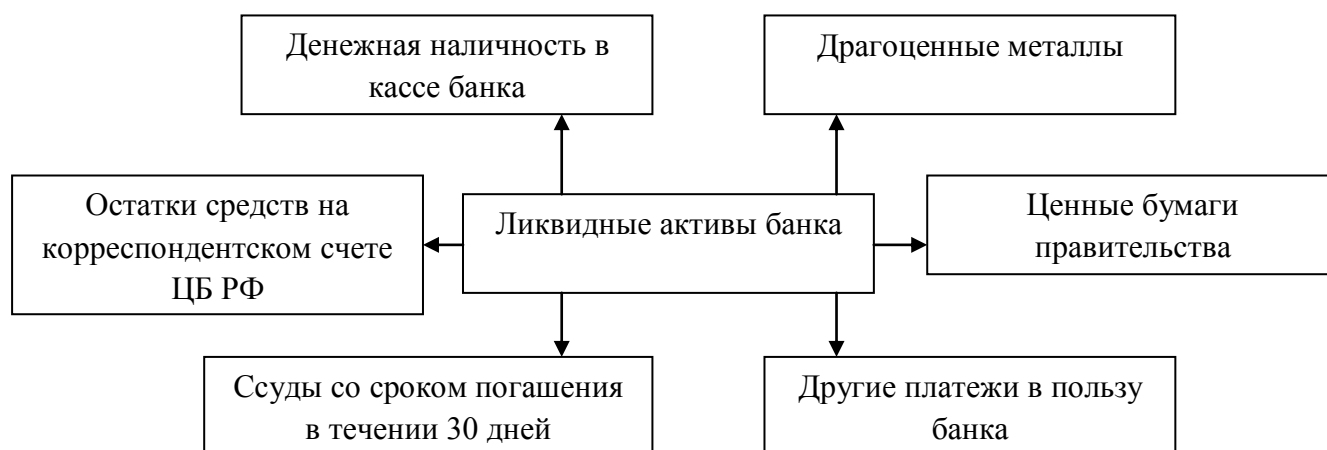 Денежная наличность в
кассе банка
Драгоценные металлы
Остатки средств на
корреспондентском счете
ЦБ РФ
Ликвидные активы банка
Ценные бумаги
правительства
Ссуды со сроком погашения
в течении 30 дней
Другие платежи в пользу
банка